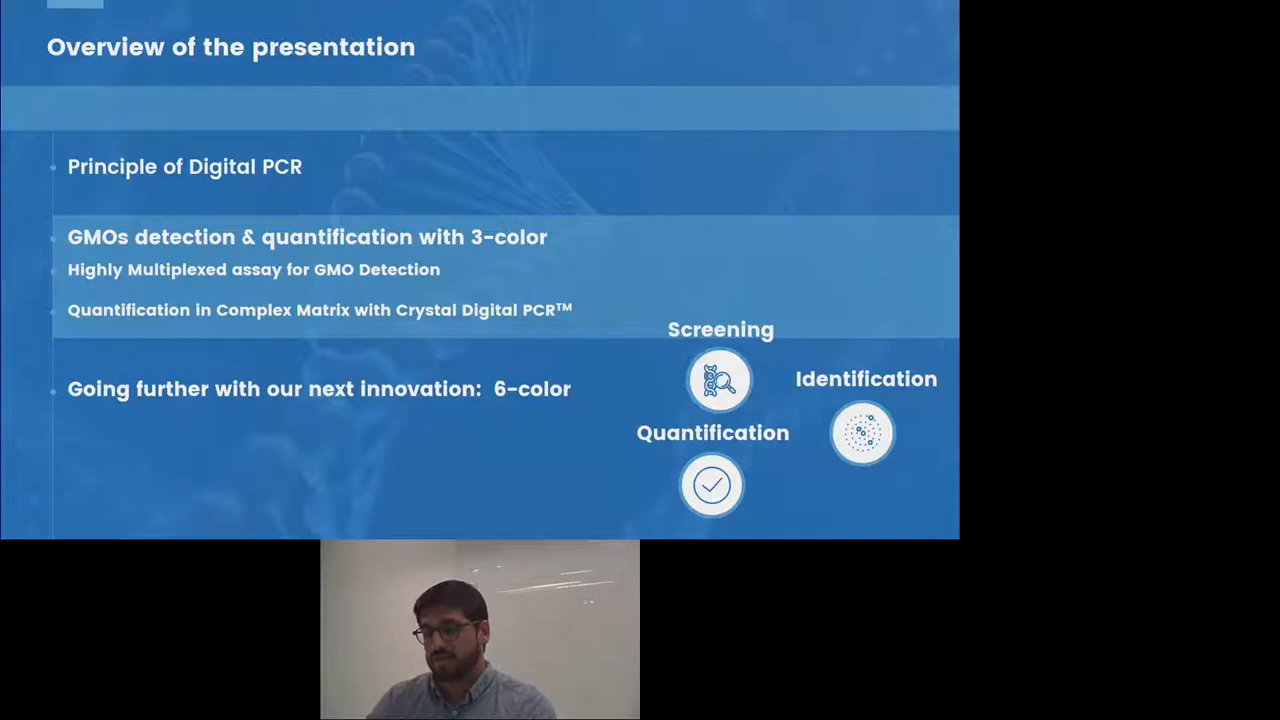 Overview of the presentation
Principle of Digital PCR
GMOs detection & quantification with 3-color
Highly Multiplexed assay for GMO Detection
Quantification in Complex Matrix with Crystal Digital PCR™
Screening
Identification
Going further with our next innovation: 6-color
Quantification